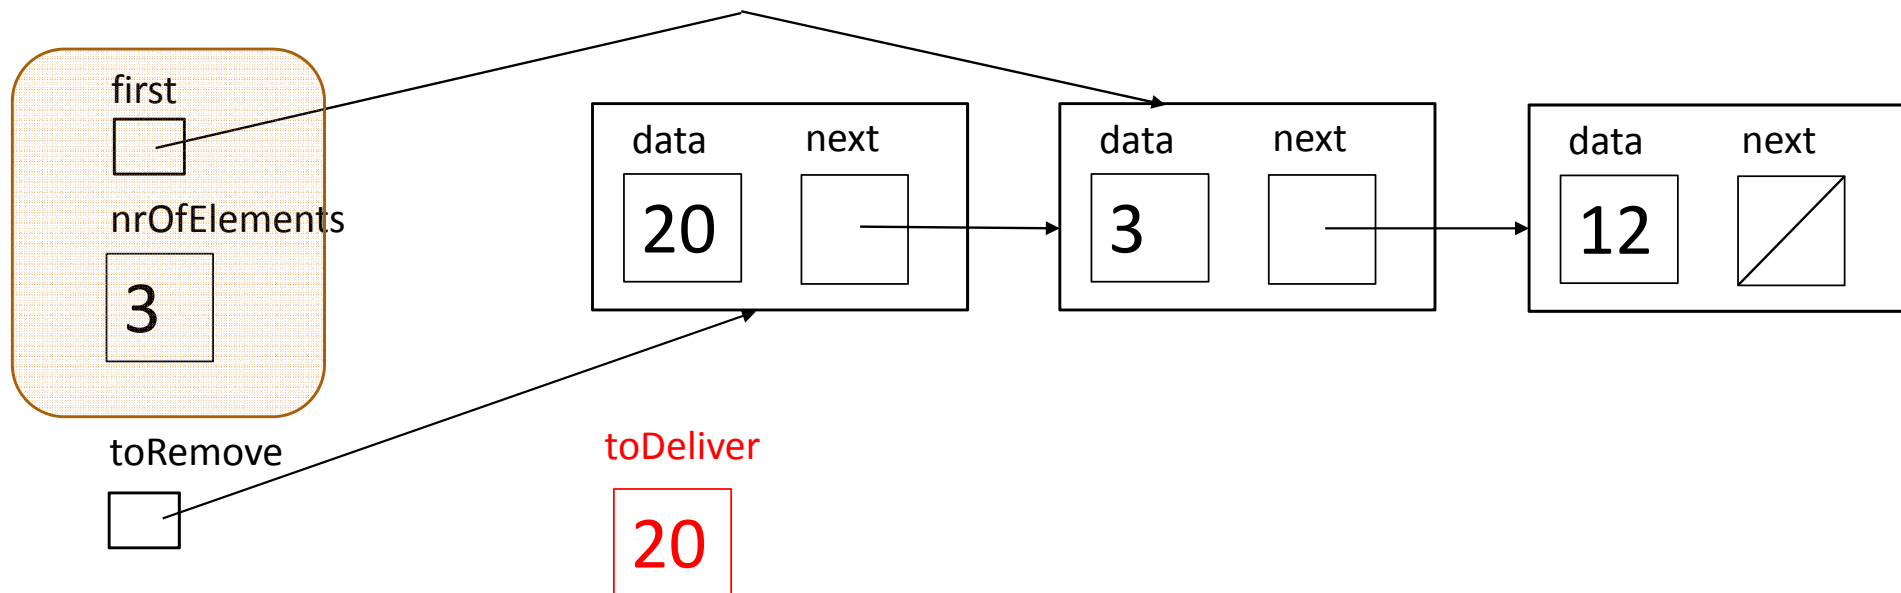 first
nrOfElements
3
toRemove
data next
20
data next
3
data next
12
toDeliver
20